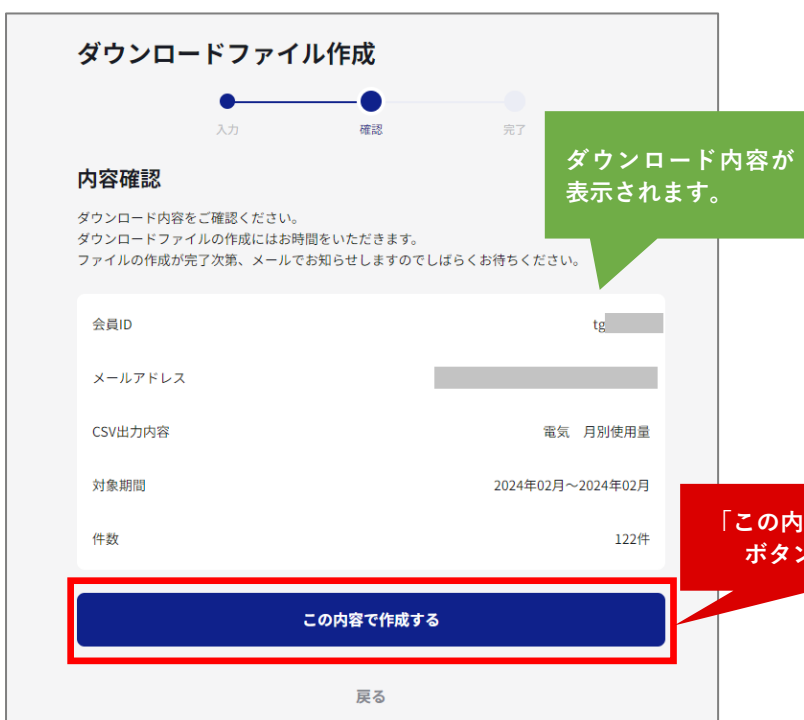 ダウンロードファイル作成
入力
確認
完了
ダウンロード内容が
表示されます。
内容確認
ダウンロード内容をご確認ください。
ダウンロードファイルの作成にはお時間をいただきます。
ファイルの作成が完了次第、メールでお知らせしますのでしばらくお待ちください。
会員ID tg
メールアドレス
CSV出力内容 電気　月別使用量
対象期間 2024年02月～2024年02月
件数 122件
「この内
ボタン
この内容で作成する
戻る